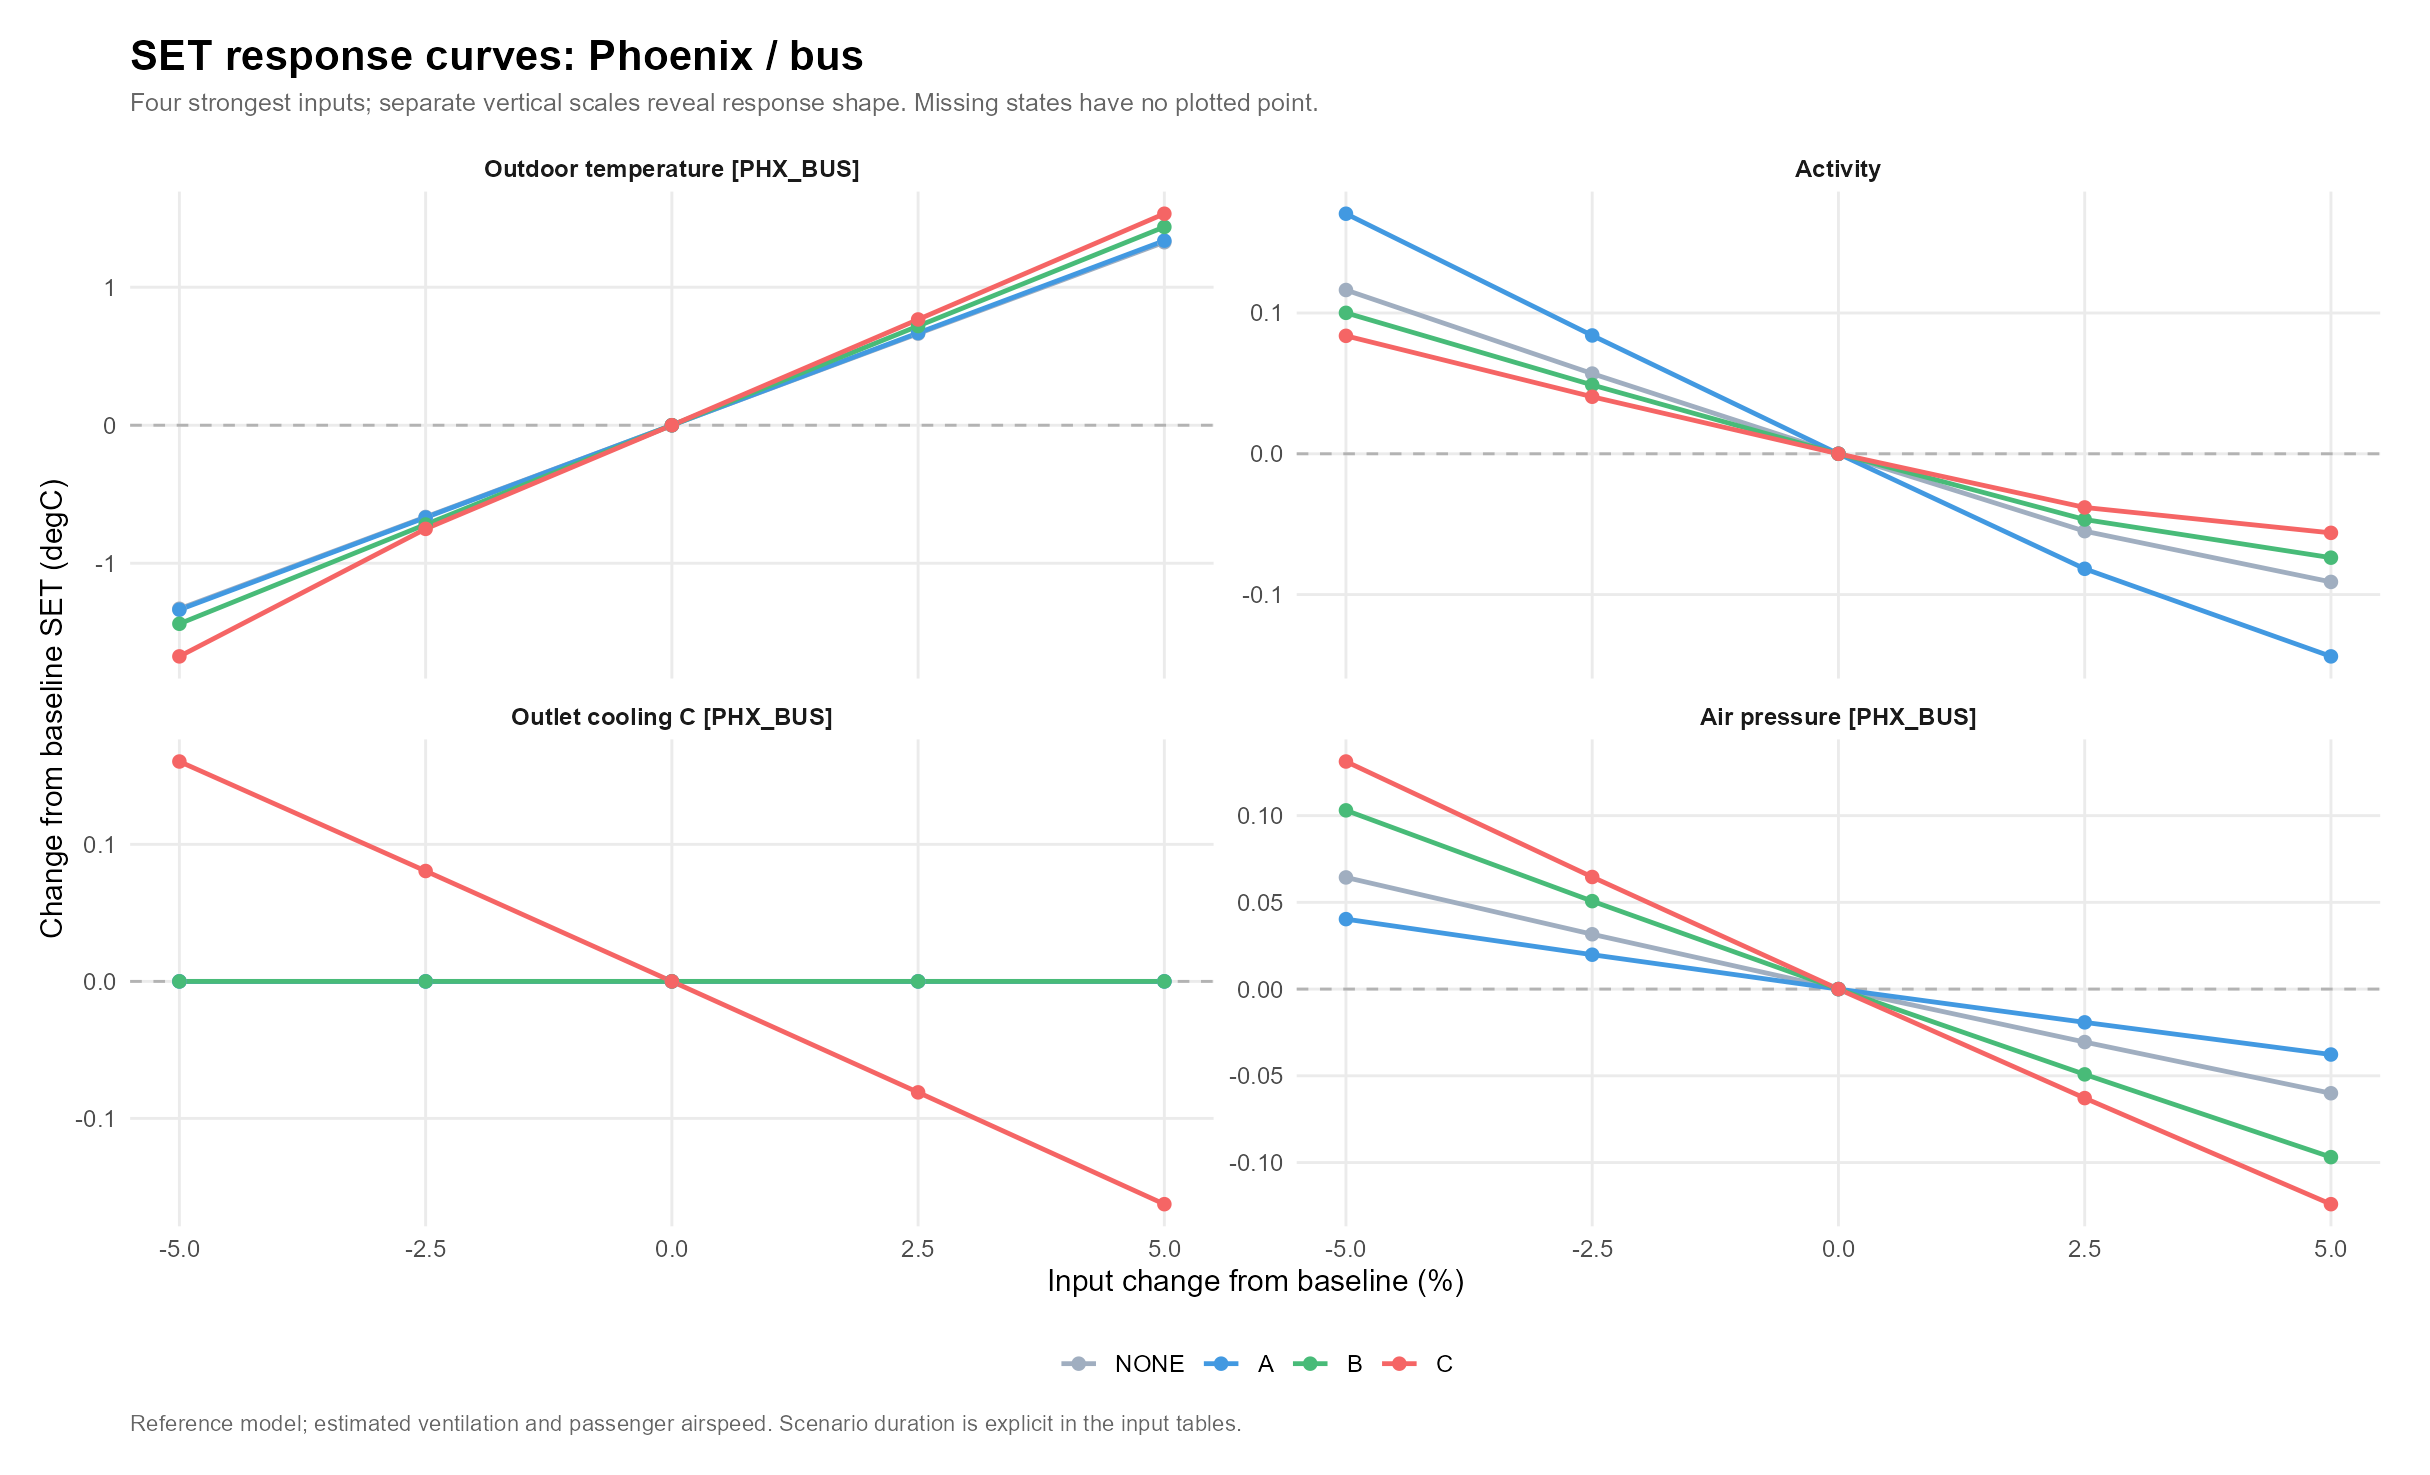 SET response curves: Phoenix / bus
Four strongest inputs; separate vertical scales reveal response shape. Missing states have no plotted point.
Outdoor temperature [PHX_BUS]
1
0
-1
Activity
0.1
0.0
-0.1
Change from baseline SET (degC)
Outlet cooling C [PHX_BUS]
0.1
0.0
-0.1
-5.0 -2.5 0.0 2.5 5.0
Air pressure [PHX_BUS]
0.10
0.05
0.00
-0.05
-0.10
-5.0 -2.5 0.0 2.5 5.0
Input change from baseline (%)
NONE A B C
Reference model; estimated ventilation and passenger airspeed. Scenario duration is explicit in the input tables.